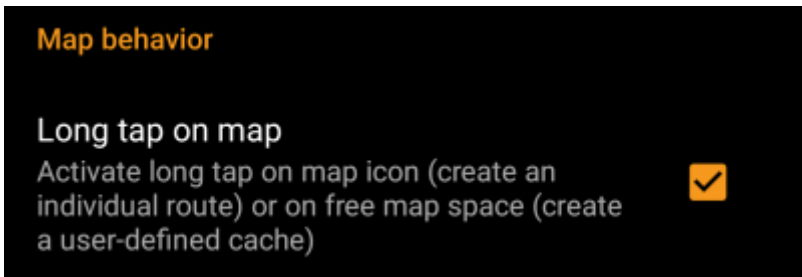 Map behavior
Long tap on map
Activate long tap on map icon (create an
individual route) or on free map space (create
a user-defined cache)